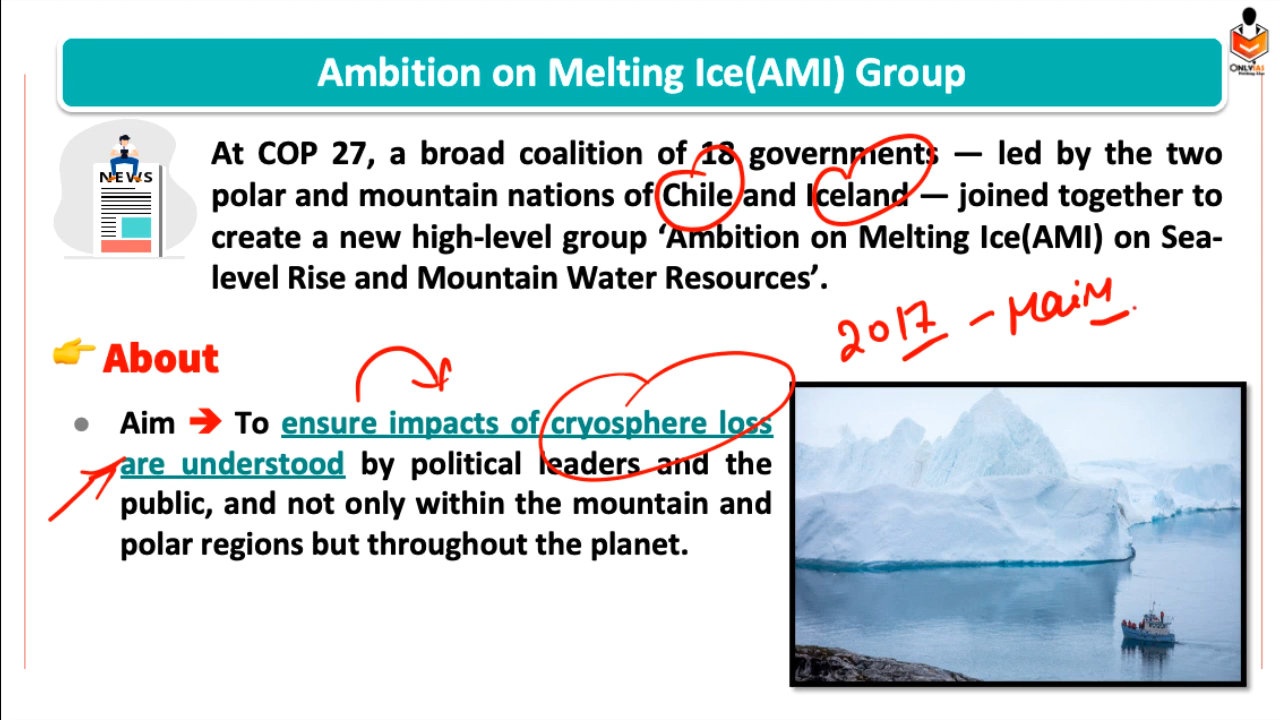 Ambition on Melting Ice(AMI) Group
ONLYIAS
NEWS
At COP 27, a broad coalition of 18 governments — led by the two
polar and mountain nations of Chile and Iceland — joined together to
create a new high-level group ‘Ambition on Melting Ice(AMI) on Sea-
level Rise and Mountain Water Resources’.
2017 - Main
About
Aim ➔ To ensure impacts of cryosphere loss
are understood by political leaders and the
public, and not only within the mountain and
polar regions but throughout the planet.